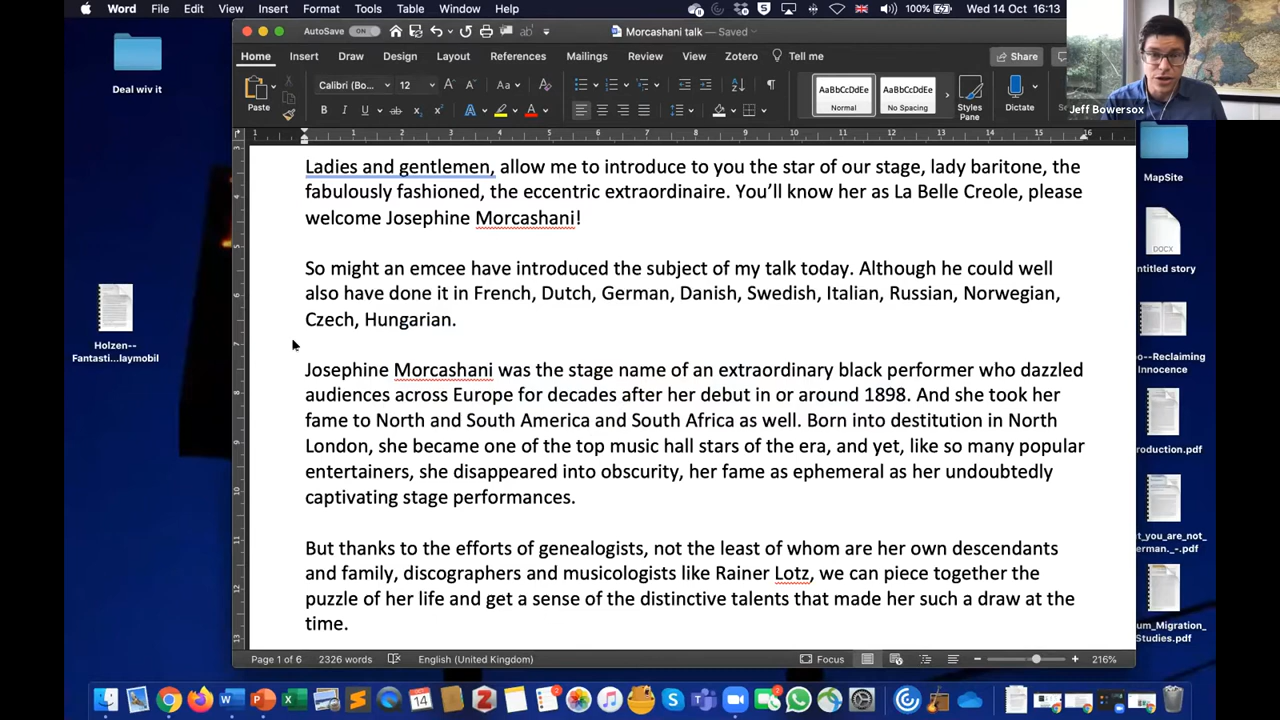 Word File Edit View Insert Format Tools Table Window Help 100% Wed 14 Oct 16:13
AutoSave ON Morcashani talk — Saved
Home Insert Draw Design Layout References Mailings Review View Zotero Tell me Share
Paste Calibri (Bo... 12 Aa AaBbCcDdEe AaBbCcDdEe
Normal No Spacing Styles Pane Dictate
Jeff Bowersox
Deal wiv it
Holzen--
Fantasti...laymobil
MapSite
DOCX
ntitled story
oo--Reclaiming
Innocence
roduction.pdf
t_you_are_not_
erman._-.pdf
um_Migration_
Studies.pdf
Ladies and gentlemen, allow me to introduce to you the star of our stage, lady baritone, the
fabulously fashioned, the eccentric extraordinaire. You’ll know her as La Belle Creole, please
welcome Josephine Morcashani!
So might an emcee have introduced the subject of my talk today. Although he could well
also have done it in French, Dutch, German, Danish, Swedish, Italian, Russian, Norwegian,
Czech, Hungarian.
Josephine Morcashani was the stage name of an extraordinary black performer who dazzled
audiences across Europe for decades after her debut in or around 1898. And she took her
fame to North and South America and South Africa as well. Born into destitution in North
London, she became one of the top music hall stars of the era, and yet, like so many popular
entertainers, she disappeared into obscurity, her fame as ephemeral as her undoubtedly
captivating stage performances.
But thanks to the efforts of genealogists, not the least of whom are her own descendants
and family, discographers and musicologists like Rainer Lotz, we can piece together the
puzzle of her life and get a sense of the distinctive talents that made her such a draw at the
time.
Page 1 of 6 2326 words English (United Kingdom) Focus 216%